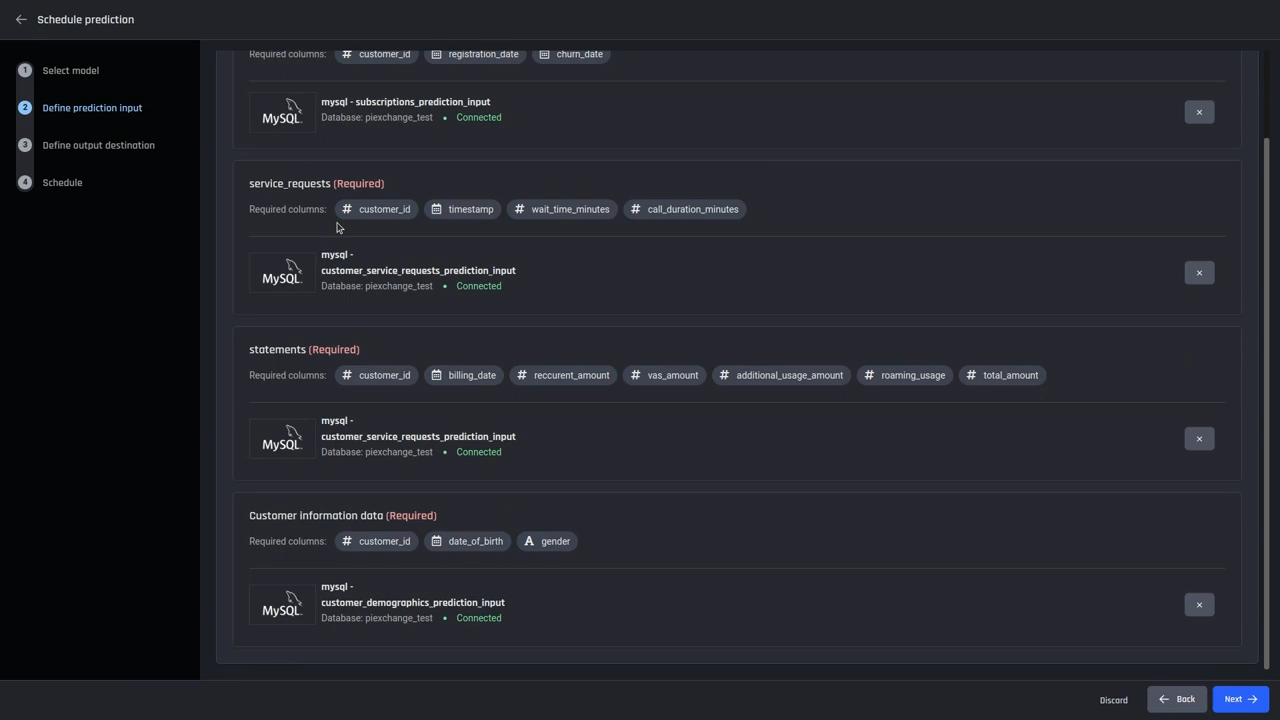 Schedule prediction
1 Select model
2 Define prediction input
3 Define output destination
4 Schedule
Required columns: customer_id registration_date churn_date
MySQL mysql - subscriptions_prediction_input
Database: piexchange_test • Connected
service_requests (Required)
Required columns: customer_id timestamp wait_time_minutes call_duration_minutes
mysql -
MySQL customer_service_requests_prediction_input
Database: piexchange_test • Connected
statements (Required)
Required columns: customer_id billing_date reccurent_amount vas_amount additional_usage_amount roaming_usage total_amount
mysql -
MySQL customer_service_requests_prediction_input
Database: piexchange_test • Connected
Customer information data (Required)
Required columns: customer_id date_of_birth gender
mysql -
MySQL customer_demographics_prediction_input
Database: piexchange_test • Connected
Discard Back Next